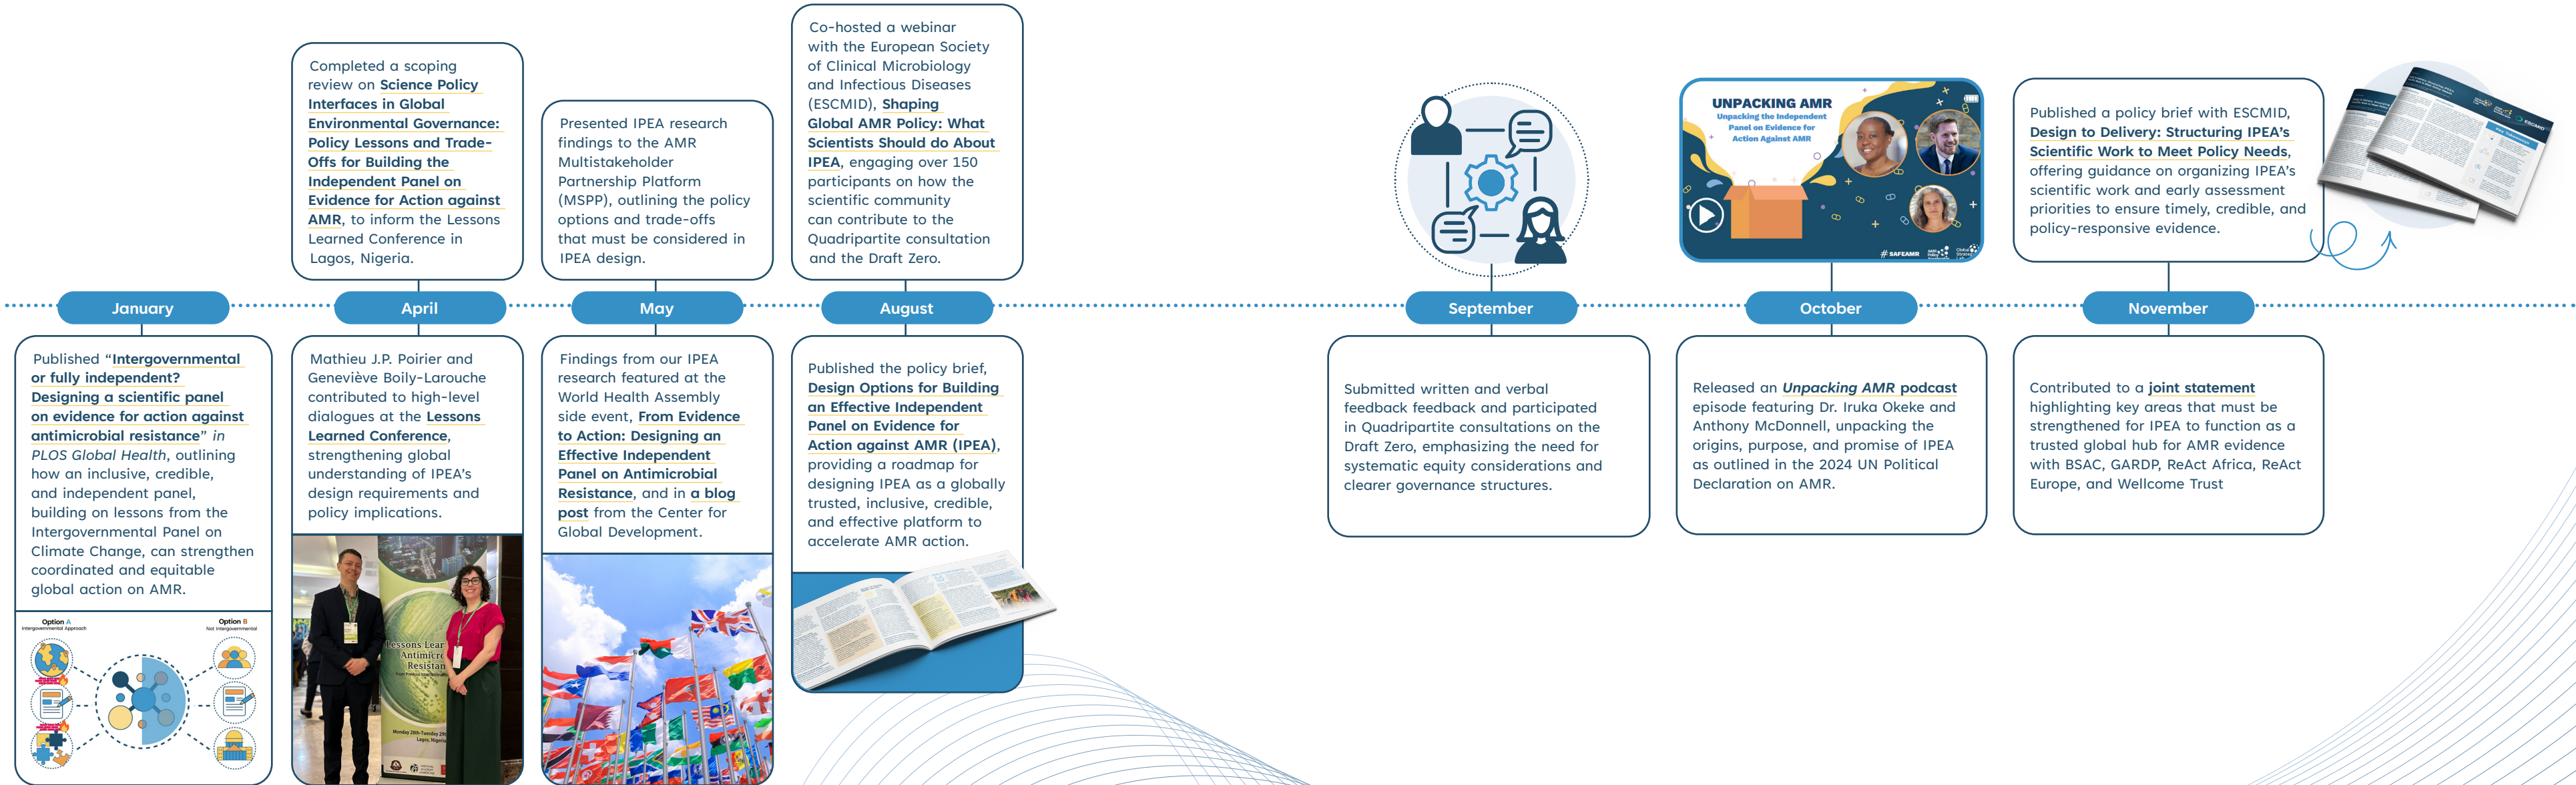 January
Published “Intergovernmental
or fully independent?
Designing a scientific panel
on evidence for action against
antimicrobial resistance” in
PLOS Global Health, outlining
how an inclusive, credible,
and independent panel,
building on lessons from the
Intergovernmental Panel on
Climate Change, can strengthen
coordinated and equitable
global action on AMR.
Option A
Intergovernmental Approach
Option B
Not Intergovernmental
Completed a scoping
review on Science Policy
Interfaces in Global
Environmental Governance:
Policy Lessons and Trade-
Offs for Building the
Independent Panel on
Evidence for Action against
AMR, to inform the Lessons
Learned Conference in
Lagos, Nigeria.
April
Mathieu J.P. Poirier and
Geneviève Boily-Larouche
contributed to high-level
dialogues at the Lessons
Learned Conference,
strengthening global
understanding of IPEA’s
design requirements and
policy implications.
Lessons Lear
Antimicro
Resistan
Monday 28th-Tuesday 29
Lagos, Nigeria
Presented IPEA research
findings to the AMR
Multistakeholder
Partnership Platform
(MSPP), outlining the policy
options and trade-offs
that must be considered in
IPEA design.
May
Findings from our IPEA
research featured at the
World Health Assembly
side event, From Evidence
to Action: Designing an
Effective Independent
Panel on Antimicrobial
Resistance, and in a blog
post from the Center for
Global Development.
Co-hosted a webinar
with the European Society
of Clinical Microbiology
and Infectious Diseases
(ESCMID), Shaping
Global AMR Policy: What
Scientists Should do About
IPEA, engaging over 150
participants on how the
scientific community
can contribute to the
Quadripartite consultation
and the Draft Zero.
August
Published the policy brief,
Design Options for Building
an Effective Independent
Panel on Evidence for
Action against AMR (IPEA),
providing a roadmap for
designing IPEA as a globally
trusted, inclusive, credible,
and effective platform to
accelerate AMR action.
September
Submitted written and verbal
feedback feedback and participated
in Quadripartite consultations on the
Draft Zero, emphasizing the need for
systematic equity considerations and
clearer governance structures.
UNPACKING AMR
Unpacking the Independent
Panel on Evidence for
Action Against AMR
#SAFEAMR
October
Released an Unpacking AMR podcast
episode featuring Dr. Iruka Okeke and
Anthony McDonnell, unpacking the
origins, purpose, and promise of IPEA
as outlined in the 2024 UN Political
Declaration on AMR.
Published a policy brief with ESCMID,
Design to Delivery: Structuring IPEA’s
Scientific Work to Meet Policy Needs,
offering guidance on organizing IPEA’s
scientific work and early assessment
priorities to ensure timely, credible, and
policy-responsive evidence.
ESCMID
November
Contributed to a joint statement
highlighting key areas that must be
strengthened for IPEA to function as a
trusted global hub for AMR evidence
with BSAC, GARDP, ReAct Africa, ReAct
Europe, and Wellcome Trust